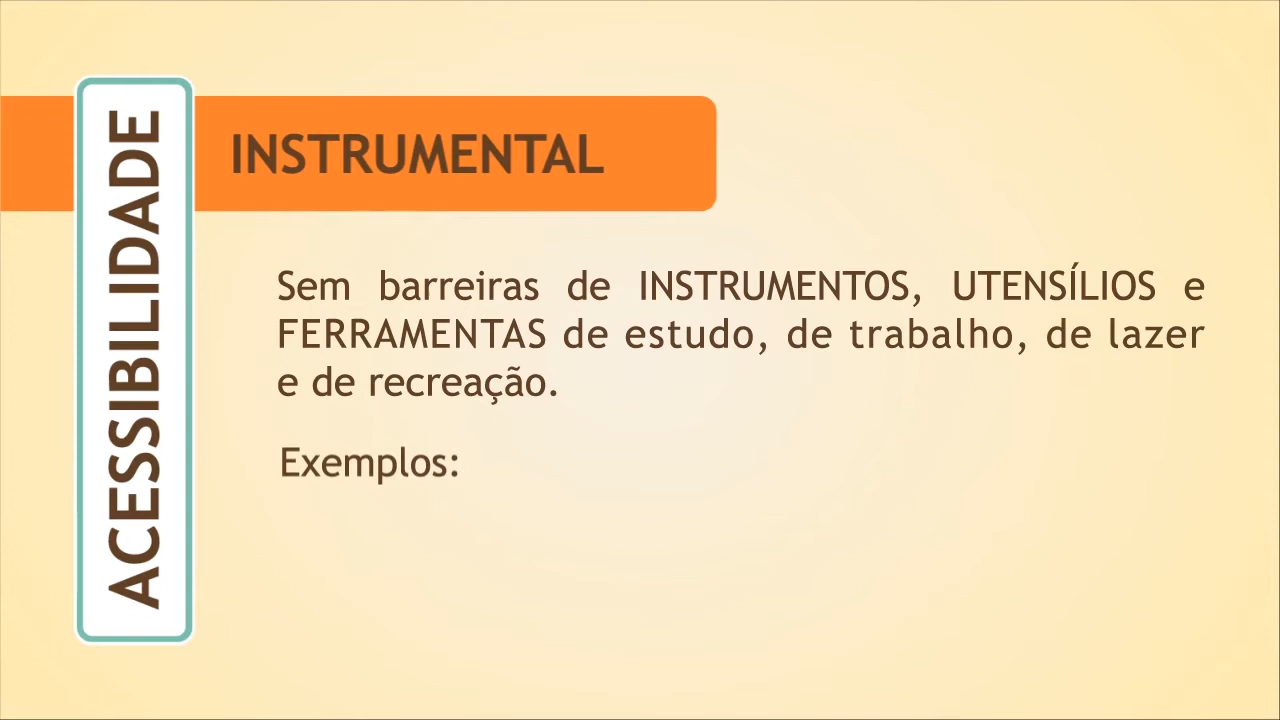 ACESSIBILIDADE
INSTRUMENTAL
Sem barreiras de INSTRUMENTOS, UTENSÍLIOS e
FERRAMENTAS de estudo, de trabalho, de lazer
e de recreação.
Exemplos: